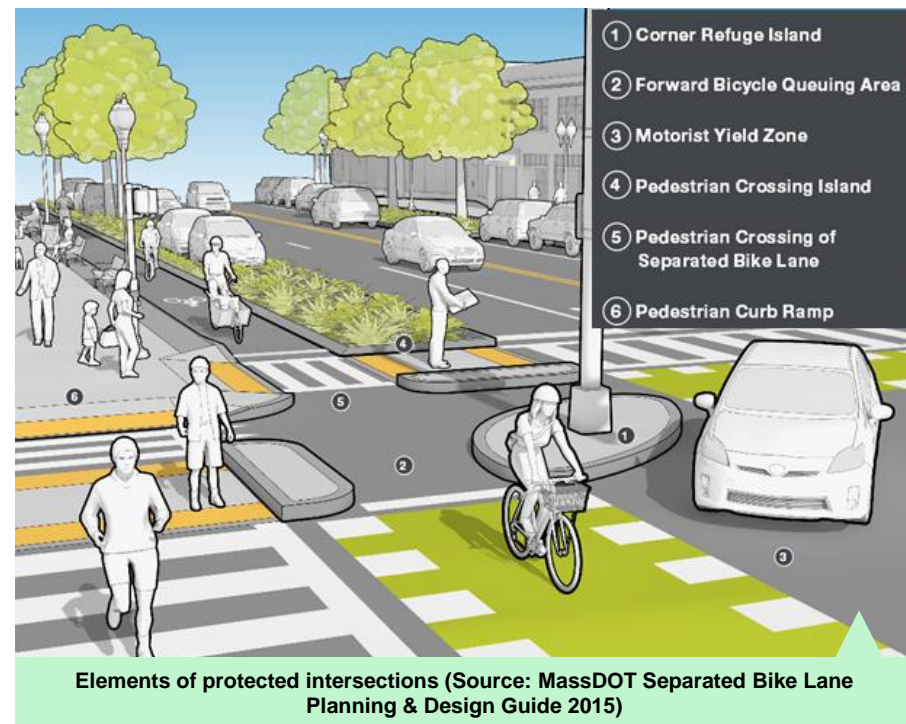 1 Corner Refuge Island
2 Forward Bicycle Queuing Area
3 Motorist Yield Zone
4 Pedestrian Crossing Island
5 Pedestrian Crossing of
Separated Bike Lane
6 Pedestrian Curb Ramp
4
6
5
1
2
3
Elements of protected intersections (Source: MassDOT Separated Bike Lane
Planning & Design Guide 2015)